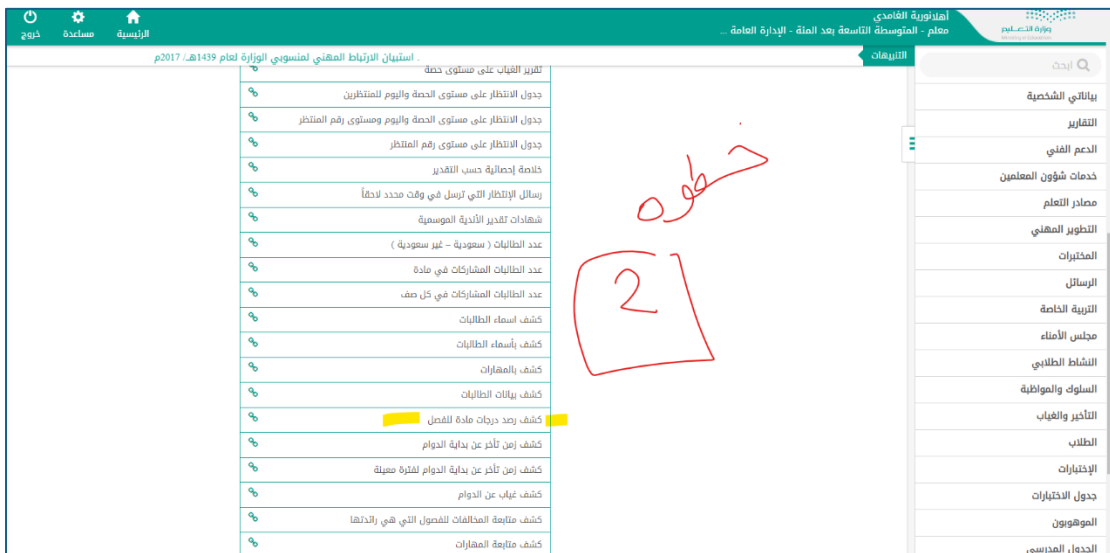 أهلا نورية الغامدي
معلم - المتوسطة التاسعة بعد المئة - الإدارة العامة ...
الرئيسية
مساعدة
خروج
وزارة التعليم
Ministry of Education
التنبيهات
. استبيان الارتباط المهني لمنسوبي الوزارة لعام 1439هـ/ 2017م
ابحث
بياناتي الشخصية
التقارير
الدعم الفني
خدمات شؤون المعلمين
مصادر التعلم
التطوير المهني
المختبرات
الرسائل
التربية الخاصة
مجلس الأمناء
النشاط الطلابي
السلوك والمواظبة
التأخير والغياب
الطلاب
الإختبارات
جدول الاختبارات
الموهوبون
الجدول المدرسي
خطوه
2
تقرير الغياب على مستوى حصة
جدول الانتظار على مستوى الحصة واليوم للمنتظرين
جدول الانتظار على مستوى الحصة واليوم ومستوى رقم المنتظر
جدول الانتظار على مستوى رقم المنتظر
خلاصة إحصائية حسب التقدير
رسائل الإنتظار التي ترسل في وقت محدد لاحقاً
شهادات تقدير الأندية الموسمية
عدد الطالبات ( سعودية – غير سعودية )
عدد الطالبات المشاركات في مادة
عدد الطالبات المشاركات في كل صف
كشف اسماء الطالبات
كشف بأسماء الطالبات
كشف بالمهارات
كشف بيانات الطالبات
كشف رصد درجات مادة للفصل
كشف زمن تأخر عن بداية الدوام
كشف زمن تأخر عن بداية الدوام لفترة معينة
كشف غياب عن الدوام
كشف متابعة المخالفات للفصول التي هي رائدتها
كشف متابعة المهارات